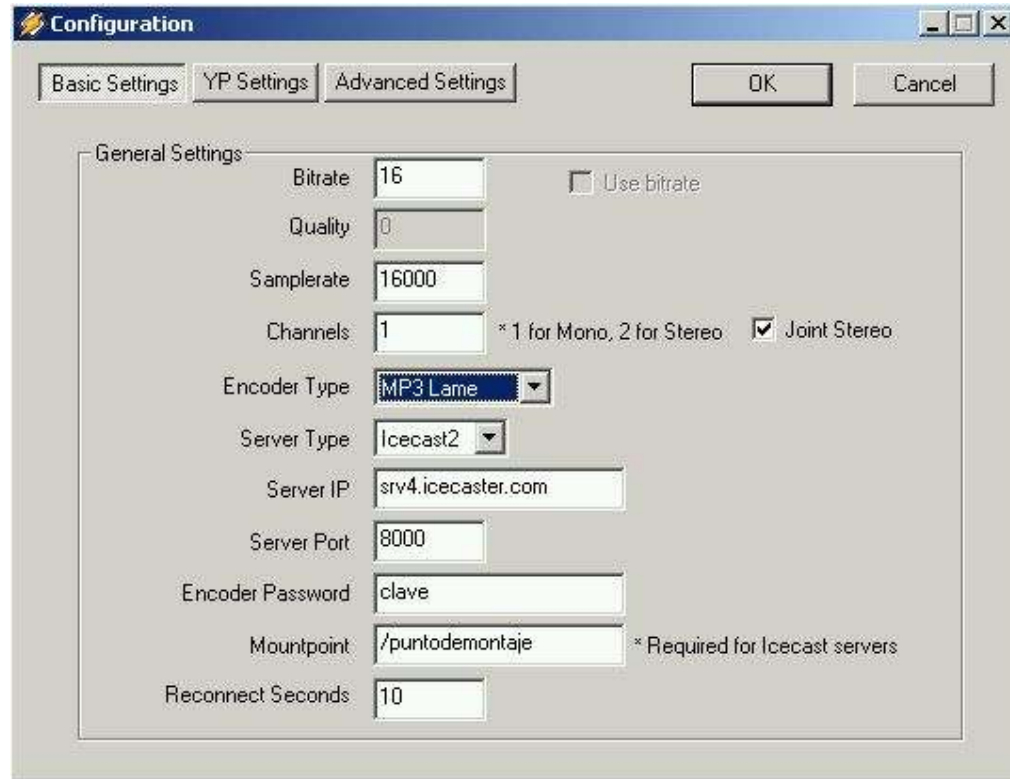 Configuration
Basic Settings YP Settings Advanced Settings OK Cancel
General Settings
Bitrate 16 Use bitrate
Quality 0
Samplerate 16000
Channels 1 * 1 for Mono, 2 for Stereo Joint Stereo
Encoder Type MP3 Lame
Server Type Icecast2
Server IP srv4.icecaster.com
Server Port 8000
Encoder Password clave
Mountpoint /puntodemontaje * Required for Icecast servers
Reconnect Seconds 10